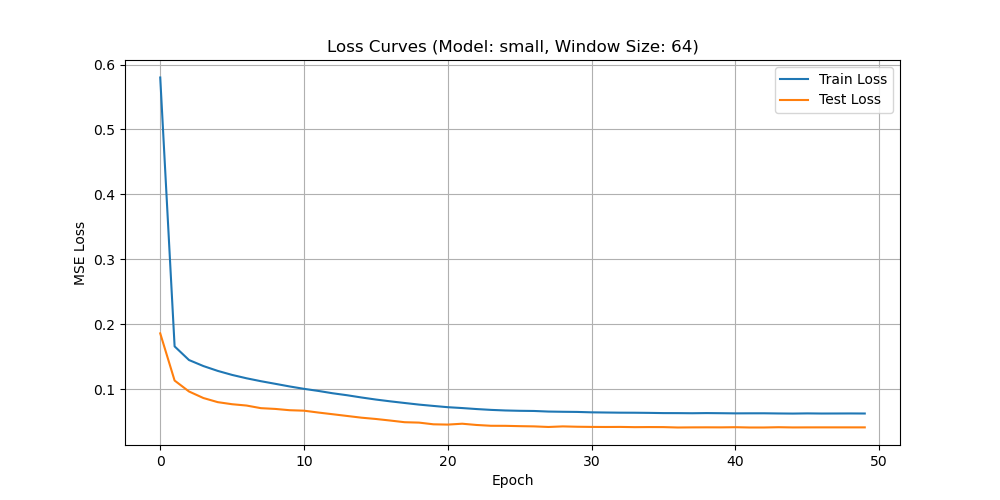 Loss Curves (Model: small, Window Size: 64)
Train Loss
Test Loss
MSE Loss
0.6
0.5
0.4
0.3
0.2
0.1
0 10 20 30 40 50
Epoch